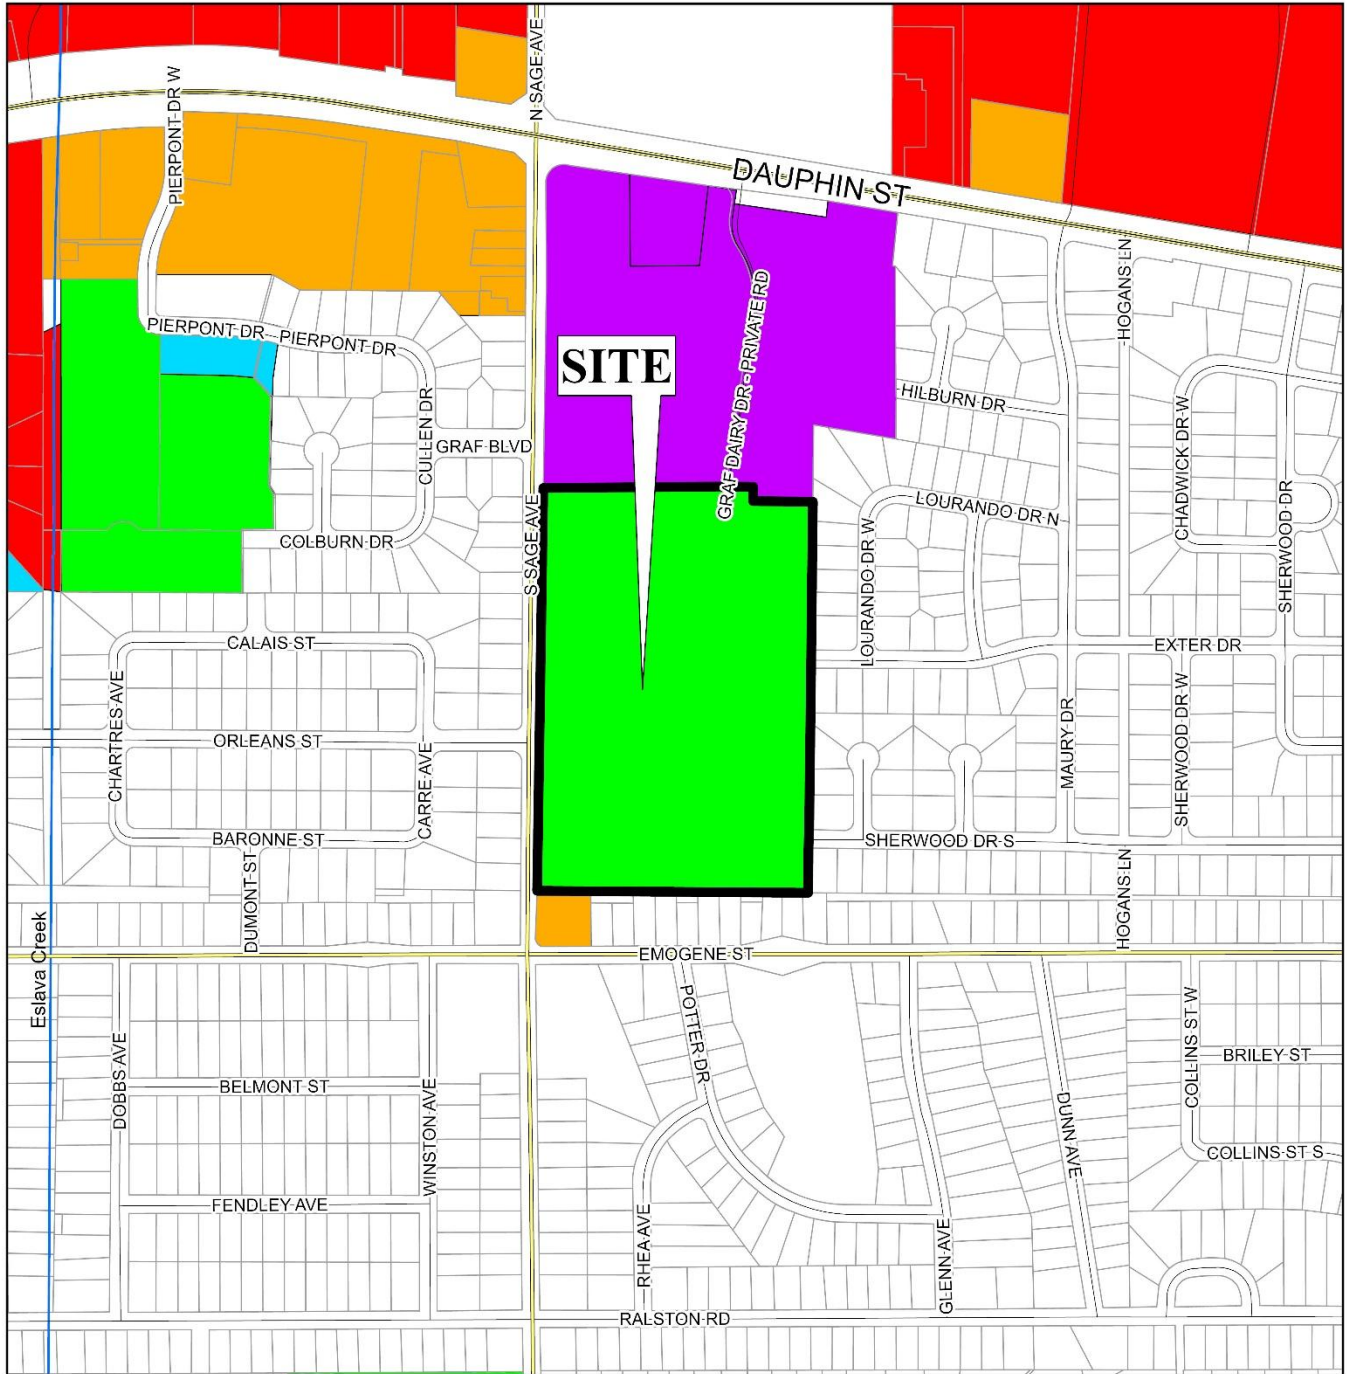 N SAGE AVE
PIERPONT DR W
DAUPHIN ST
HOGANS LN
GRAF DAIRY DR - PRIVATE RD
PIERPONT DR
PIERPONT DR
SITE
CULLEN DR
HILBURN DR
CHADWICK DR W
GRAF BLVD
SHERWOOD DR
LOURANDO DR N
S SAGE AVE
COLBURN DR
LOURANDO DR W
CALAIS ST
EXTER DR
CHARTRES AVE
MAURY DR
SHERWOOD DR W
ORLEANS ST
CARRE AVE
BARONNE ST
SHERWOOD DR S
DUMONT ST
HOGANS LN
Eslava Creek
EMOGENE ST
POTTER DR
COLLINS ST W
DOBBS AVE
BRILEY ST
BELMONT ST
WINSTON AVE
DUNN AVE
COLLINS ST S
FENDLEY AVE
RHEA AVE
GLENN AVE
RALSTON RD